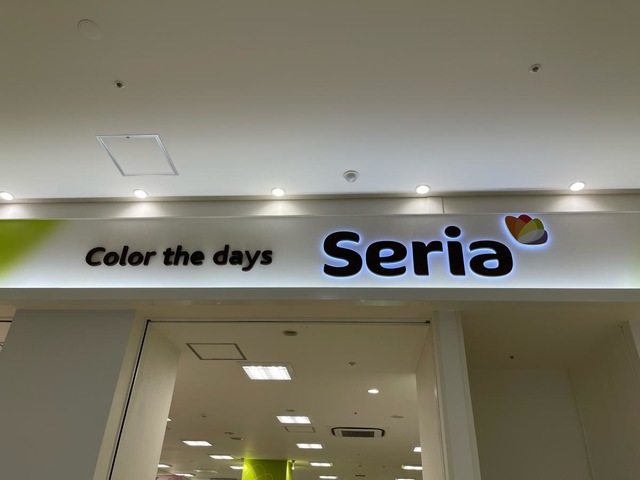 Color the days Seria